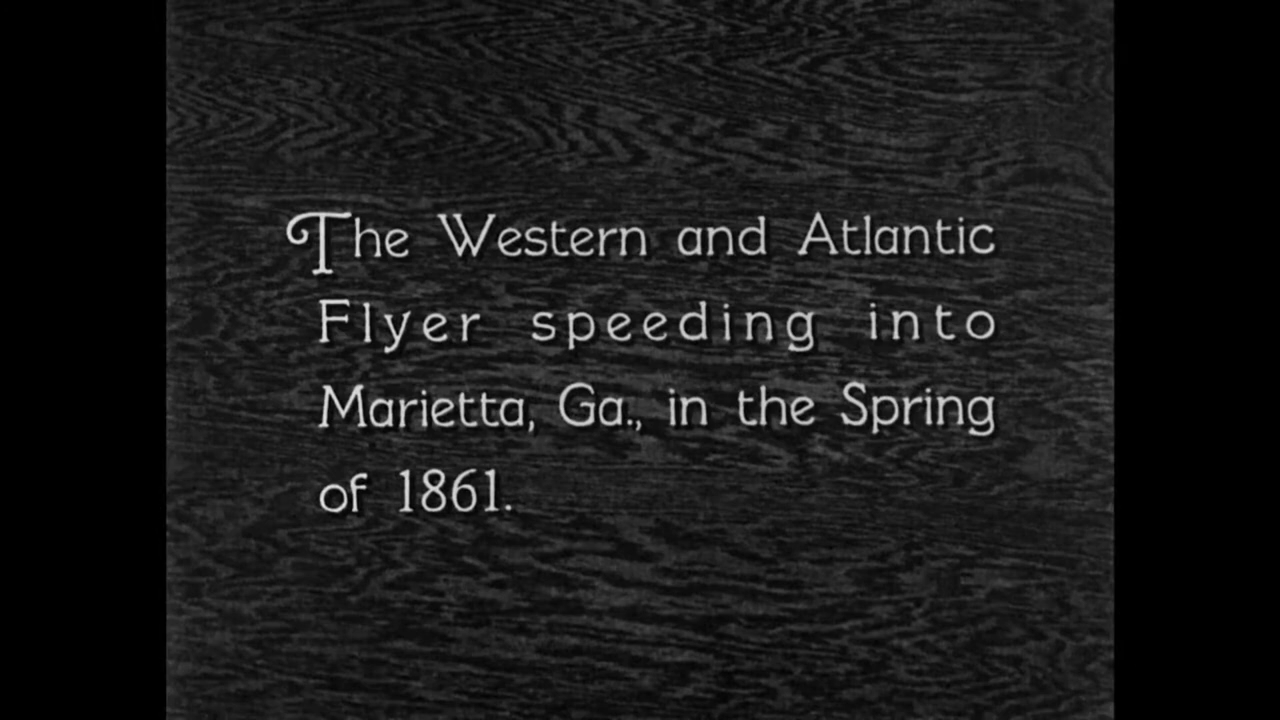 The Western and Atlantic
Flyer speeding into
Marietta, Ga., in the Spring
of 1861.